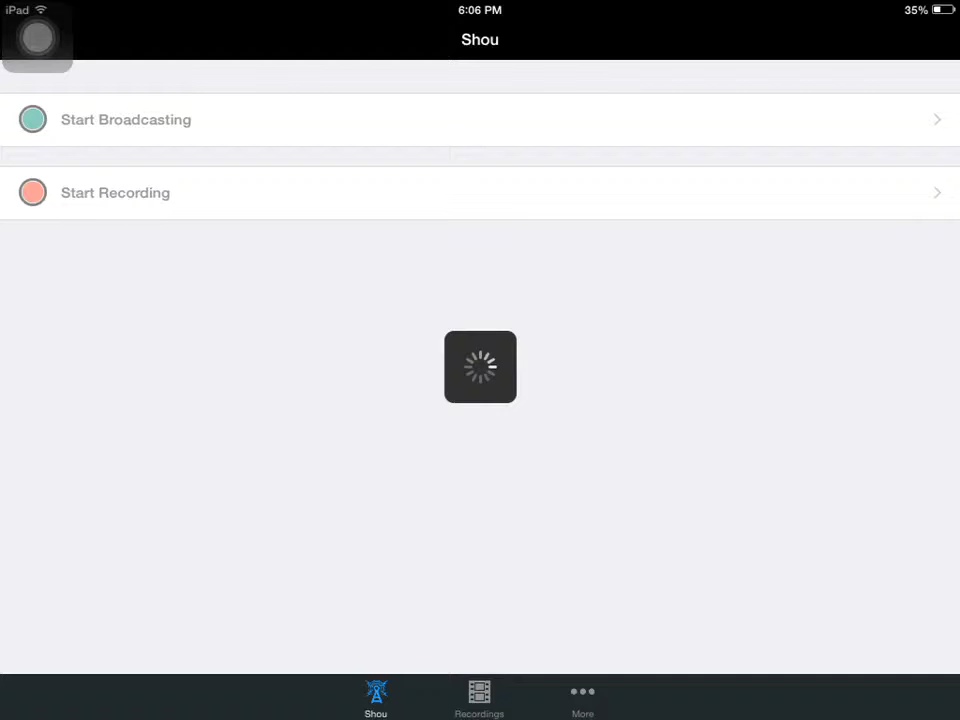 iPad
6:06 PM
35%
Shou
Start Broadcasting
Start Recording
Shou
Recordings
More